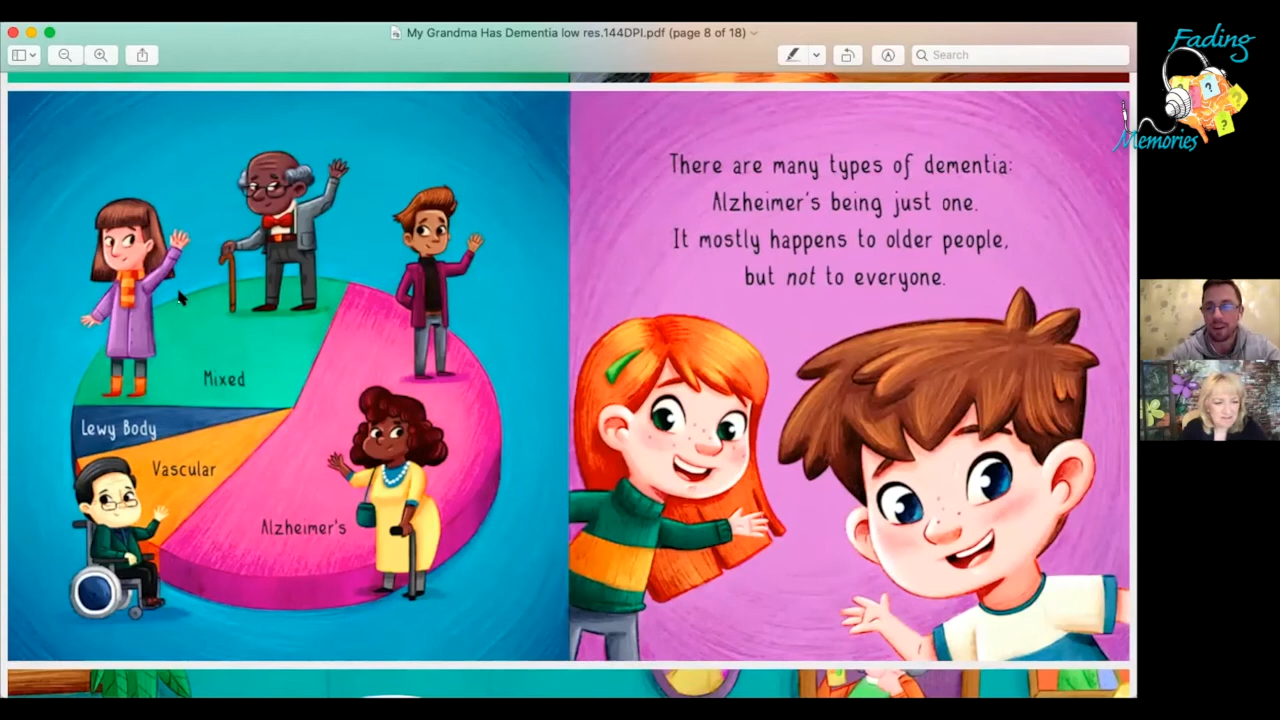 My Grandma Has Dementia low res.144DPI.pdf (page 8 of 18)
Search
Fading
Memories
?
?
?
There are many types of dementia:
Alzheimer's being just one.
It mostly happens to older people,
but not to everyone.
Mixed
Lewy Body
Vascular
Alzheimer's